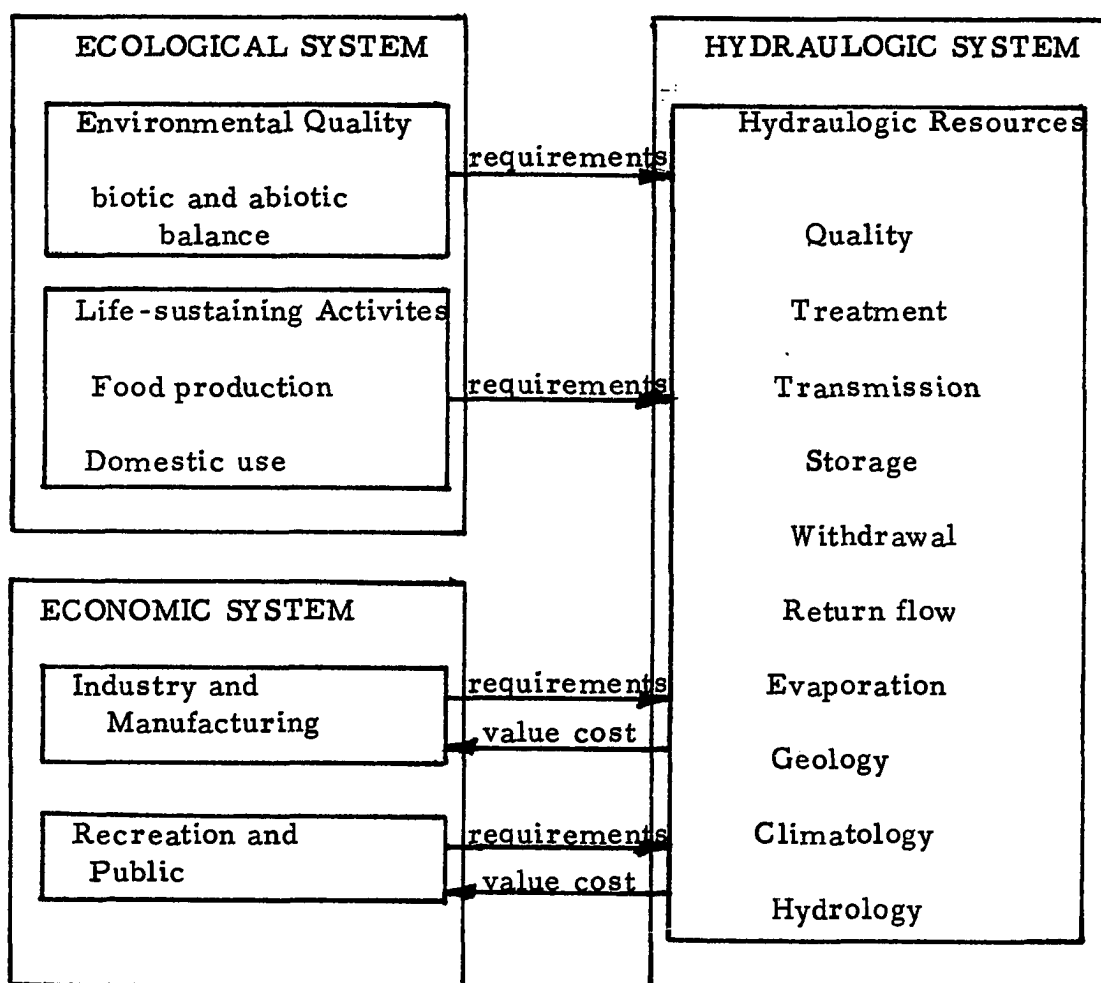 ECOLOGICAL SYSTEM
Environmental Quality
biotic and abiotic
balance
requirements
Life-sustaining Activites
Food production
requirements
Domestic use
ECONOMIC SYSTEM
Industry and
Manufacturing
requirements
value cost
Recreation and
Public
requirements
value cost
HYDRAULOGIC SYSTEM
Hydraulogic Resources
Quality
Treatment
Transmission
Storage
Withdrawal
Return flow
Evaporation
Geology
Climatology
Hydrology